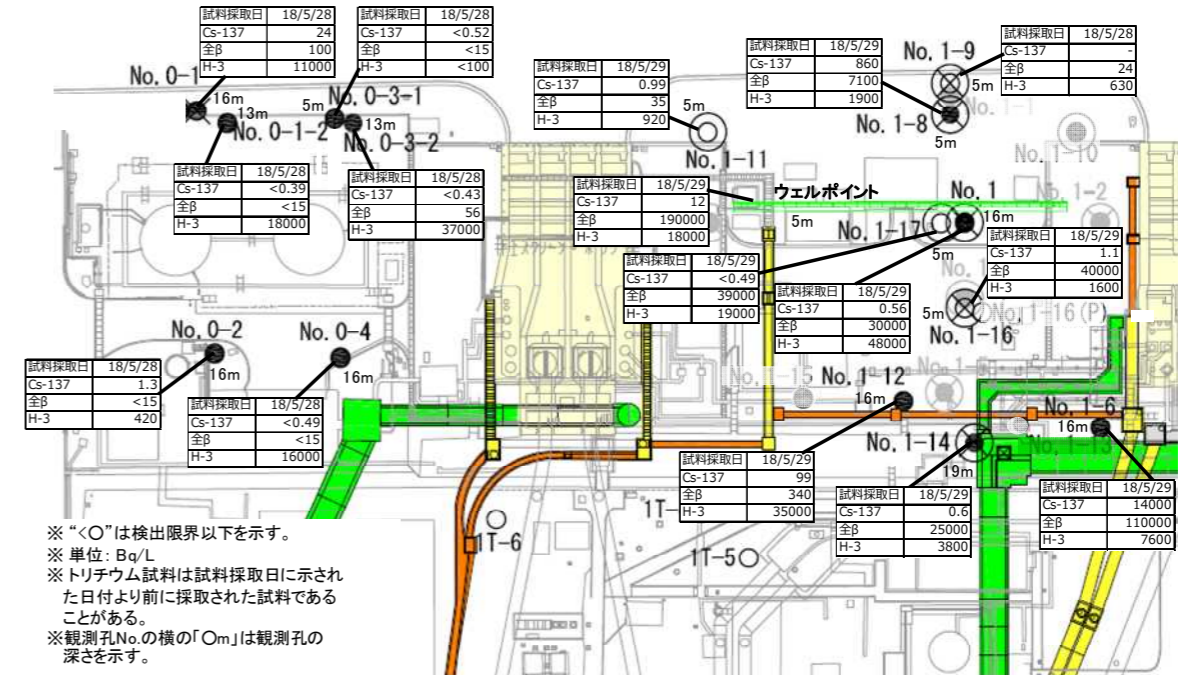 試料採取日 18/5/28
Cs-137 24
全β 100
H-3 11000
試料採取日 18/5/28
Cs-137 <0.52
全β <15
H-3 <100
試料採取日 18/5/29
Cs-137 0.99
全β 35
H-3 920
試料採取日 18/5/29
Cs-137 860
全β 7100
H-3 1900
試料採取日 18/5/28
Cs-137 -
全β 24
H-3 630
No. 0-1
16m
13m
No. 0-1-2
5m
No. 0-3-1
13m
No. 0-3-2
5m
No. 1-11
No. 1-9
5m
No. 1-8
5m
No. 1-10
試料採取日 18/5/28
Cs-137 <0.39
全β <15
H-3 18000
試料採取日 18/5/28
Cs-137 <0.43
全β 56
H-3 37000
試料採取日 18/5/29
Cs-137 12
全β 190000
H-3 18000
ウェルポイント
5m
No. 1
16m
No. 1-17
5m
試料採取日 18/5/29
Cs-137 <0.49
全β 39000
H-3 19000
試料採取日 18/5/29
Cs-137 0.56
全β 30000
H-3 48000
試料採取日 18/5/29
Cs-137 1.1
全β 40000
H-3 1600
5m
No. 1-16
No. 1-16(P)
No. 0-2
16m
No. 0-4
16m
試料採取日 18/5/28
Cs-137 1.3
全β <15
H-3 420
試料採取日 18/5/28
Cs-137 <0.49
全β <15
H-3 16000
No. 1-12
16m
No. 1-14
19m
No. 1-6
16m
No. 1-13
試料採取日 18/5/29
Cs-137 99
全β 340
H-3 35000
試料採取日 18/5/29
Cs-137 0.6
全β 25000
H-3 3800
試料採取日 18/5/29
Cs-137 14000
全β 110000
H-3 7600
1T-6
1T-5
※ “<〇”は検出限界以下を示す。
※ 単位: Bq/L
※トリチウム試料は試料採取日に示され
た日付より前に採取された試料である
ことがある。
※観測孔No.の横の「〇m」は観測孔の
深さを示す。